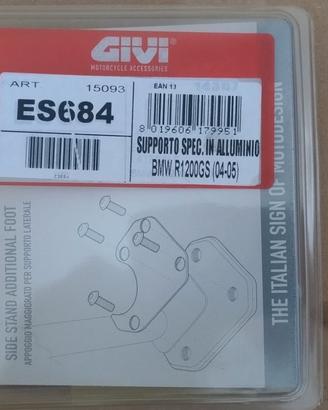 GIVI
MOTORCYCLE ACCESSORIES
ART 15093
ES684
EAN 13
8 019606 179951
SUPPORTO SPEC. IN ALLUMINIO
BMW R1200GS (04-05)
SIDE STAND ADDITIONAL FOOT
APPOGGIO MAGGIORATO PER SUPPORTO LATERALE
THE ITALIAN SIGN OF MOTODESIGN